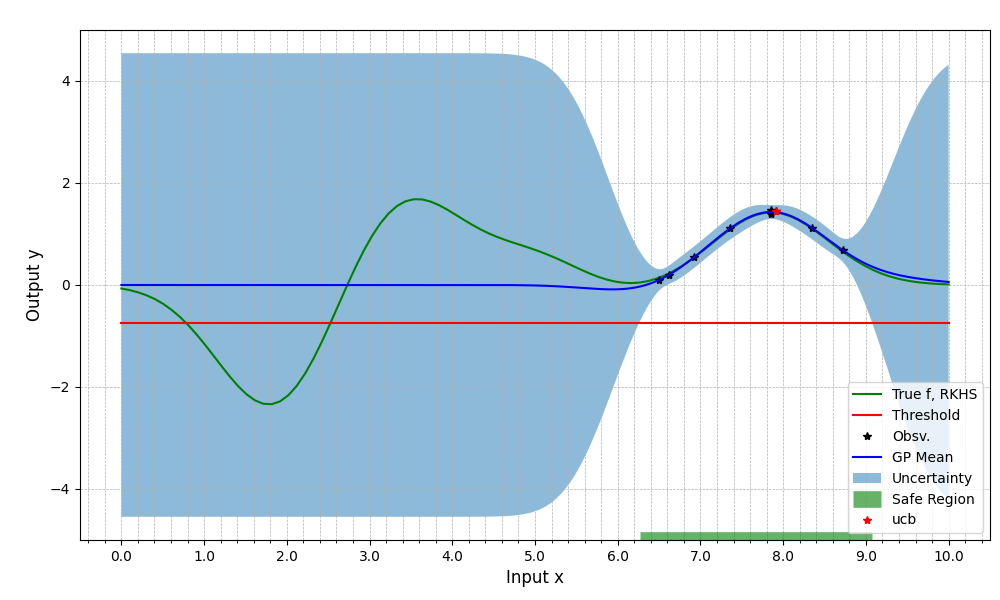 4
2
0
−2
−4
Output y
0.0 1.0 2.0 3.0 4.0 5.0 6.0 7.0 8.0 9.0 10.0
Input x
True f, RKHS
Threshold
Obsv.
GP Mean
Uncertainty
Safe Region
ucb